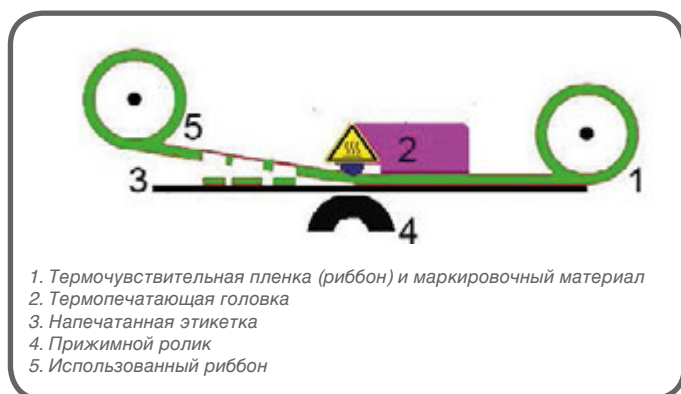 5
2
3
1
4
1. Термочувствительная пленка (риббон) и маркировочный материал
2. Термопечатающая головка
3. Напечатанная этикетка
4. Прижимной ролик
5. Использованный риббон